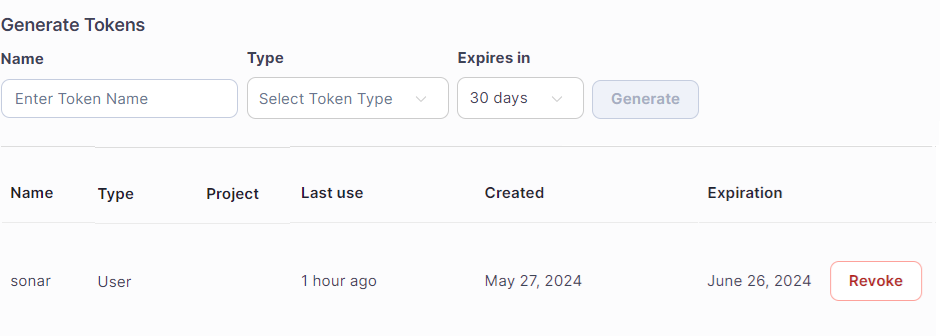 Generate Tokens
Name Type Expires in
Enter Token Name Select Token Type 30 days Generate
Name Type Project Last use Created Expiration
sonar User 1 hour ago May 27, 2024 June 26, 2024 Revoke